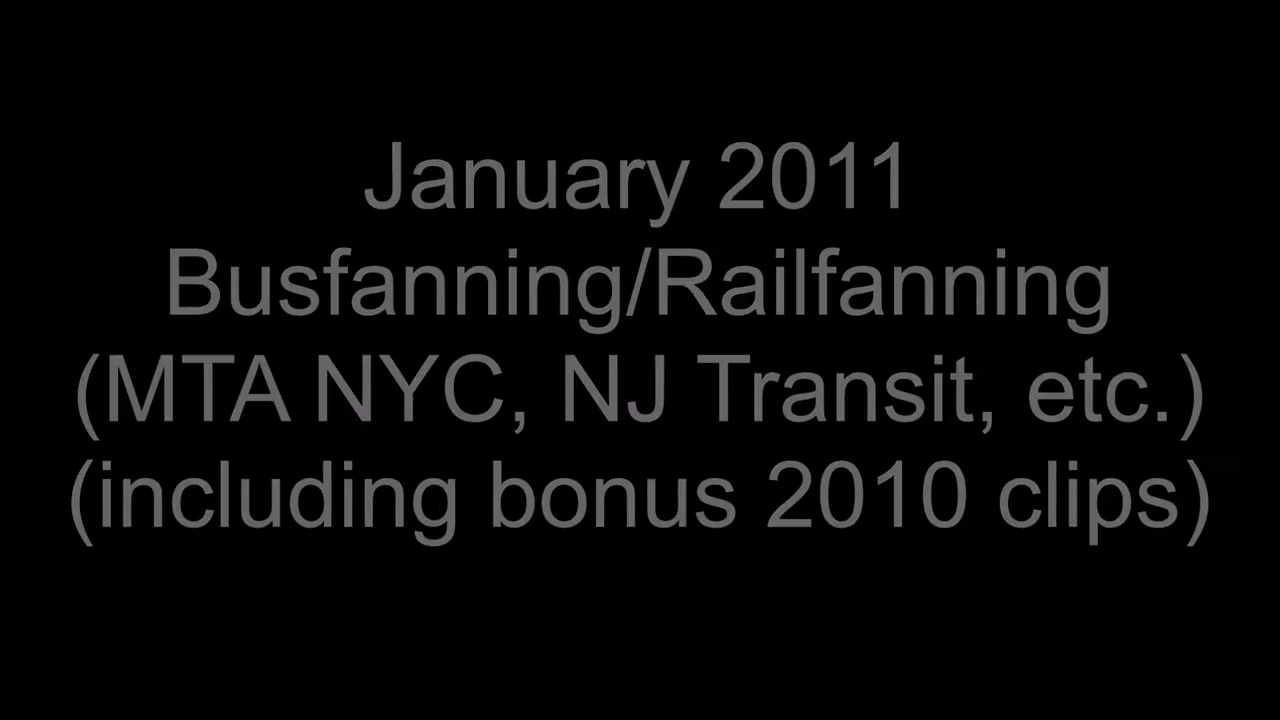 January 2011
Busfanning/Railfanning
(MTA NYC, NJ Transit, etc.)
(including bonus 2010 clips)